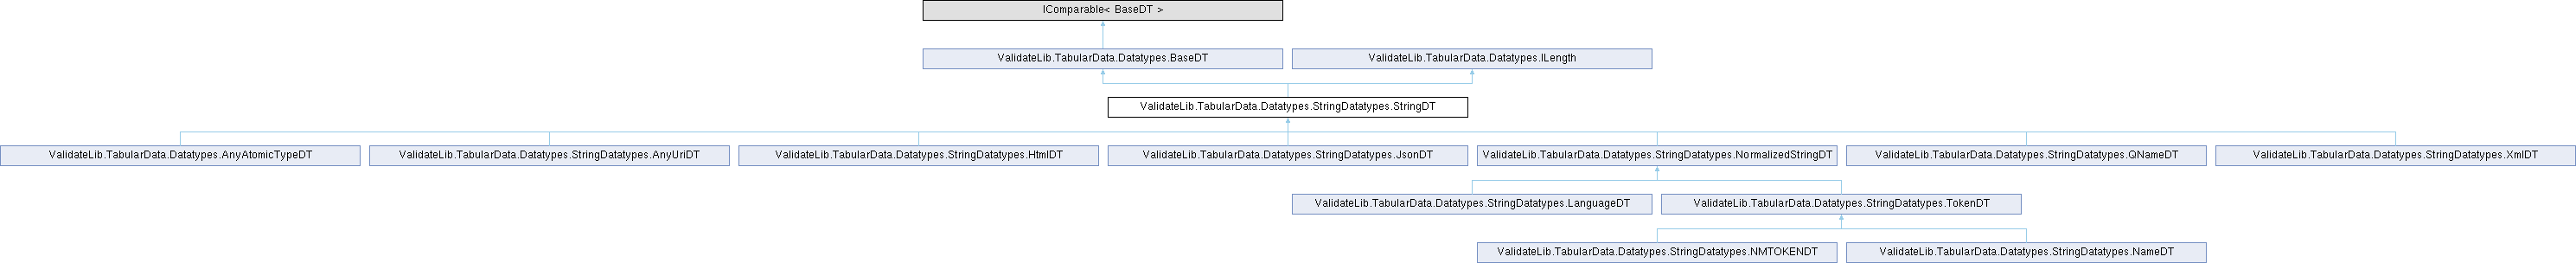 IComparable< BaseDT >
ValidateLib.TabularData.Datatypes.BaseDT
ValidateLib.TabularData.Datatypes.ILength
ValidateLib.TabularData.Datatypes.StringDatatypes.StringDT
ValidateLib.TabularData.Datatypes.AnyAtomicTypeDT
ValidateLib.TabularData.Datatypes.StringDatatypes.AnyUriDT
ValidateLib.TabularData.Datatypes.StringDatatypes.HtmlDT
ValidateLib.TabularData.Datatypes.StringDatatypes.JsonDT
ValidateLib.TabularData.Datatypes.StringDatatypes.NormalizedStringDT
ValidateLib.TabularData.Datatypes.StringDatatypes.QNameDT
ValidateLib.TabularData.Datatypes.StringDatatypes.XmlDT
ValidateLib.TabularData.Datatypes.StringDatatypes.LanguageDT
ValidateLib.TabularData.Datatypes.StringDatatypes.TokenDT
ValidateLib.TabularData.Datatypes.StringDatatypes.NMTOKENDT
ValidateLib.TabularData.Datatypes.StringDatatypes.NameDT